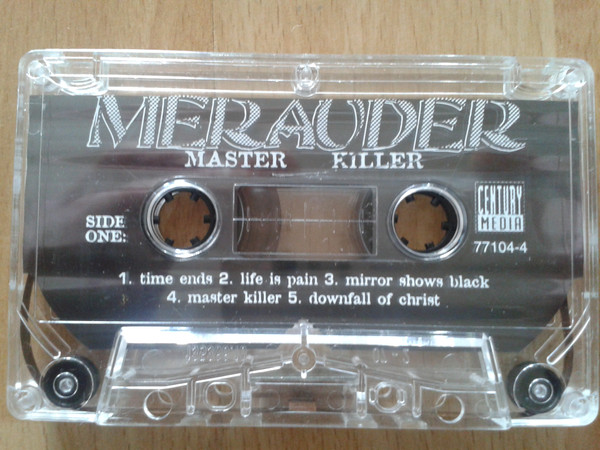 MERAUDER
MASTER KILLER
SIDE
ONE:
CENTURY
MEDIA
77104-4
1. time ends 2. life is pain 3. mirror shows black
4. master killer 5. downfall of christ